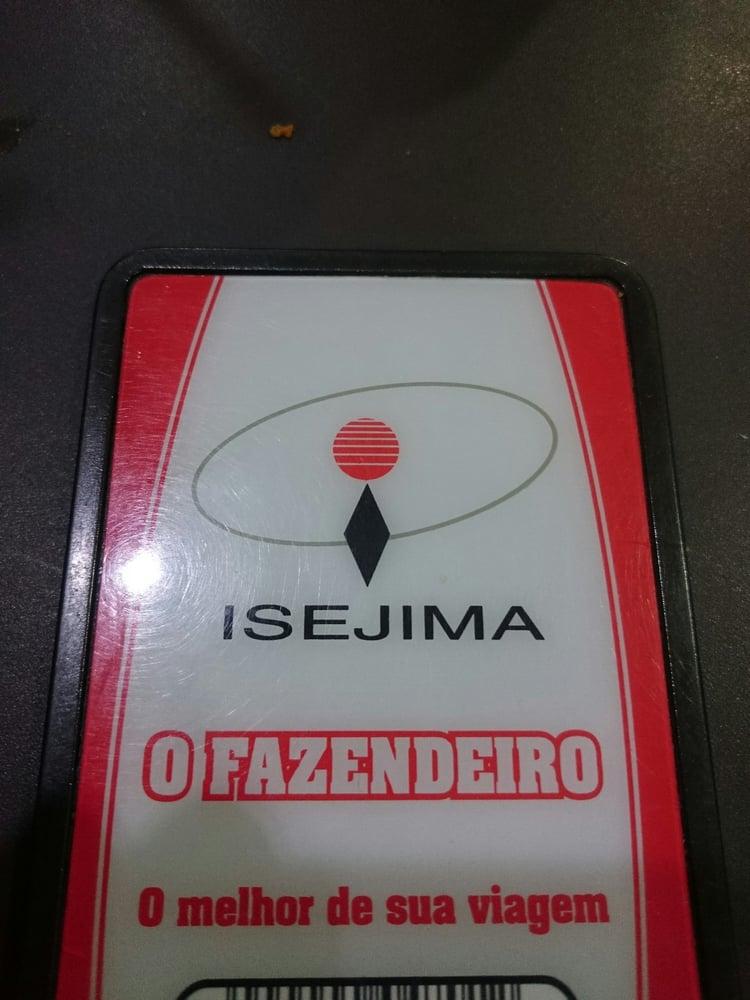 ISEJIMA
O FAZENDEIRO
O melhor de sua viagem